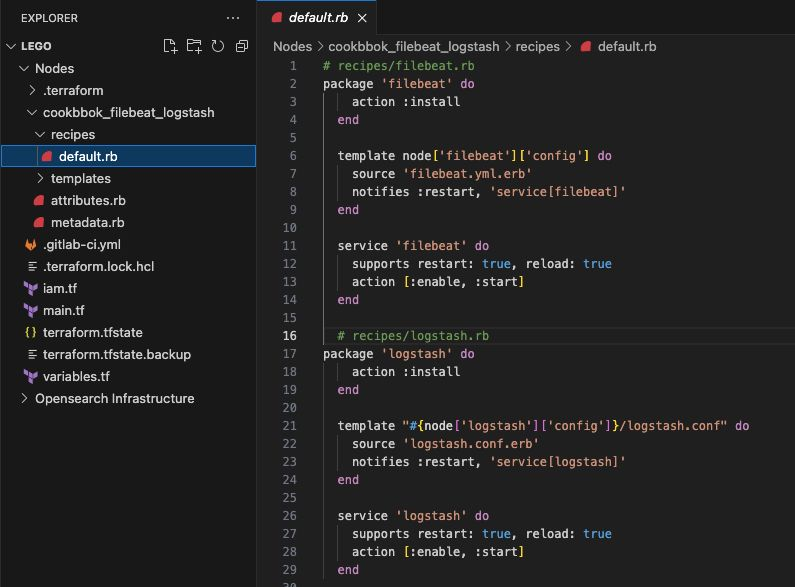 EXPLORER
LEGO
Nodes
.terraform
cookbbok_filebeat_logstash
recipes
default.rb
templates
attributes.rb
metadata.rb
.gitlab-ci.yml
.terraform.lock.hcl
iam.tf
main.tf
terraform.tfstate
terraform.tfstate.backup
variables.tf
Opensearch Infrastructure
default.rb
Nodes > cookbbok_filebeat_logstash > recipes > default.rb
1 # recipes/filebeat.rb
2 package 'filebeat' do
3 action :install
4 end
5
6 template node['filebeat']['config'] do
7 source 'filebeat.yml.erb'
8 notifies :restart, 'service[filebeat]'
9 end
10
11 service 'filebeat' do
12 supports restart: true, reload: true
13 action [:enable, :start]
14 end
15
16 # recipes/logstash.rb
17 package 'logstash' do
18 action :install
19 end
20
21 template "#{node['logstash']['config']}/logstash.conf" do
22 source 'logstash.conf.erb'
23 notifies :restart, 'service[logstash]'
24 end
25
26 service 'logstash' do
27 supports restart: true, reload: true
28 action [:enable, :start]
29 end
30